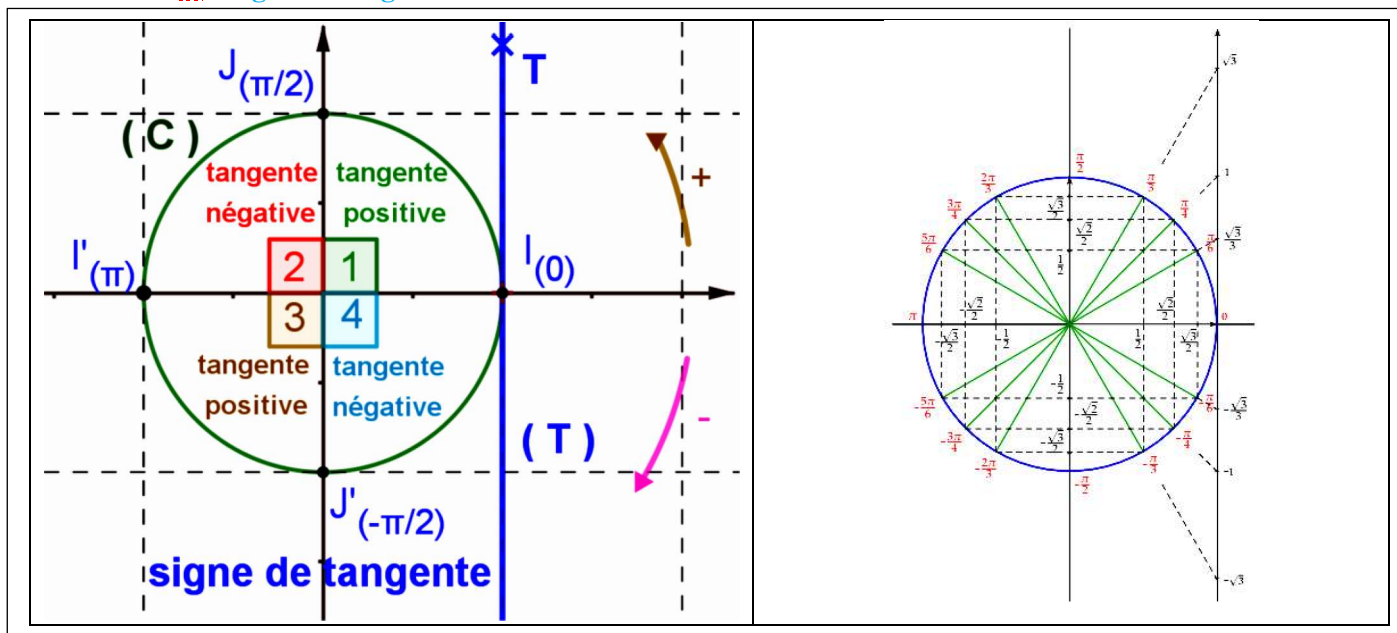 J(π/2)
T
( C )
+
tangente
négative
tangente
positive
I'(π)
2
1
I(0)
3
4
tangente
positive
tangente
négative
-
( T )
J'(-π/2)
signe de tangente
√3
π/2
2π/3
π/3
1
3π/4
π/4
√3/2
√2/2
5π/6
π/6
√3/3
1/2
π
-√2/2
√2/2
0
-√3/2
-1/2
1/2
√3/2
-1/2
-5π/6
-π/6
-√3/3
-√2/2
-3π/4
-π/4
-√3/2
-2π/3
-π/3
-1
-π/2
-√3